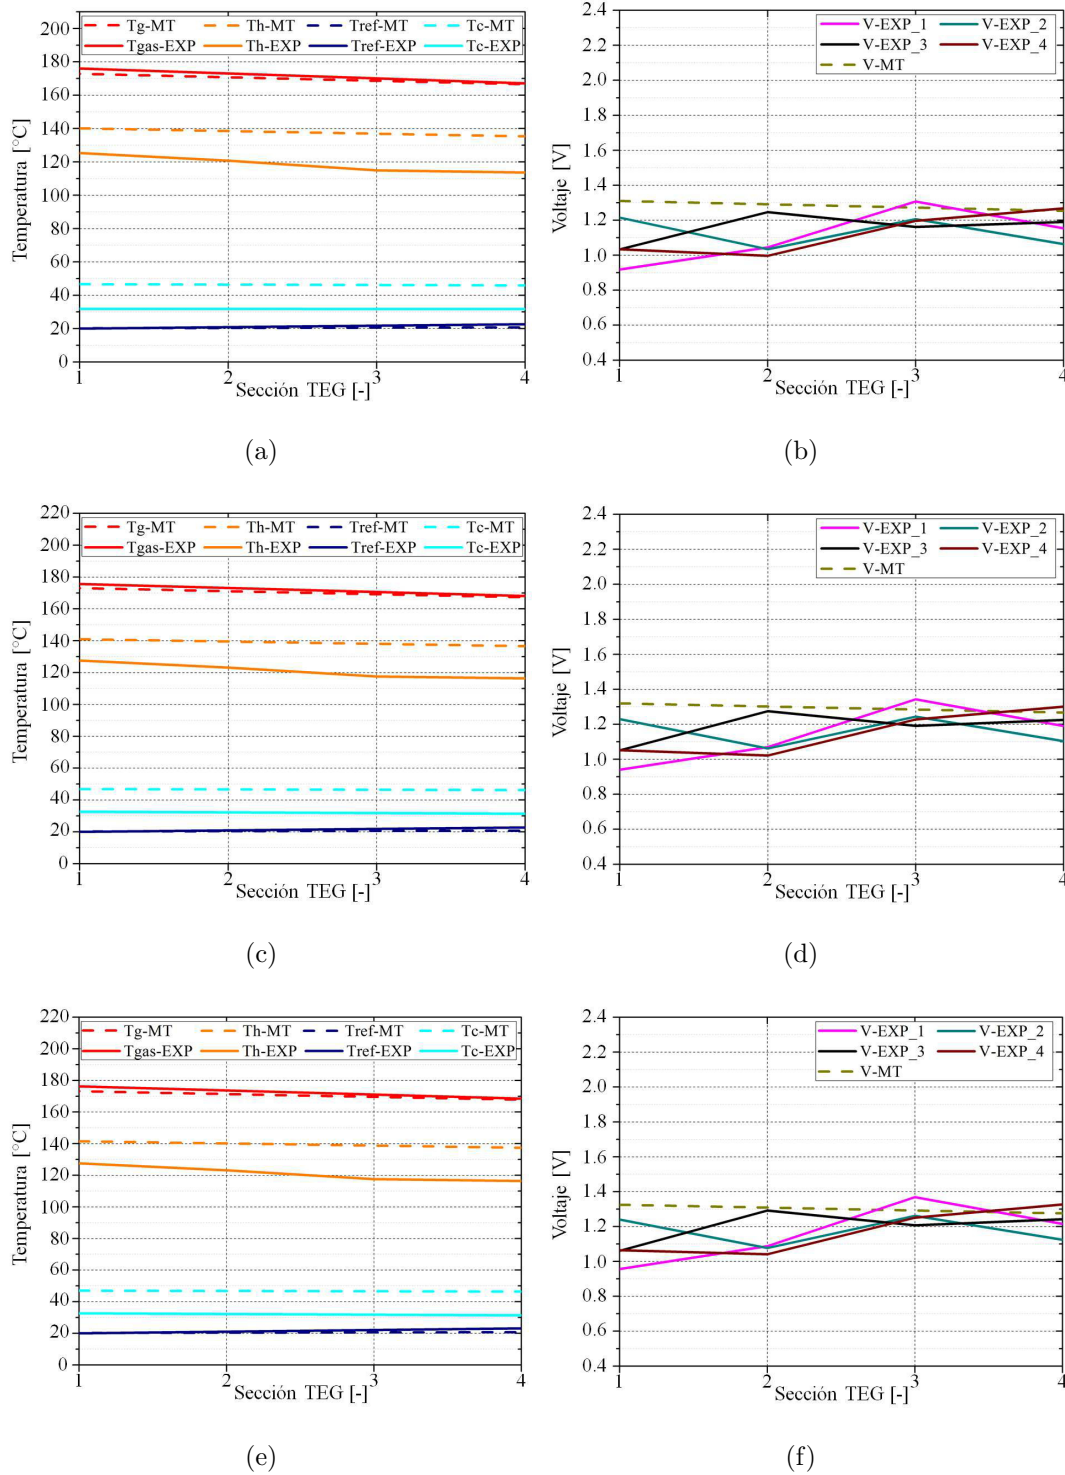 Tg-MT Th-MT Tref-MT Tc-MT
Tgas-EXP Th-EXP Tref-EXP Tc-EXP
200
180
160
140
120
100
80
60
40
20
0
Temperatura [°C]
1 2 3 4
Sección TEG [-]
(a)
V-EXP_1 V-EXP_2
V-EXP_3 V-EXP_4
V-MT
2.4
2.2
2.0
1.8
1.6
1.4
1.2
1.0
0.8
0.6
0.4
Voltaje [V]
1 2 3 4
Sección TEG [-]
(b)
Tg-MT Th-MT Tref-MT Tc-MT
Tgas-EXP Th-EXP Tref-EXP Tc-EXP
220
200
180
160
140
120
100
80
60
40
20
0
Temperatura [°C]
1 2 3 4
Sección TEG [-]
(c)
V-EXP_1 V-EXP_2
V-EXP_3 V-EXP_4
V-MT
2.4
2.2
2.0
1.8
1.6
1.4
1.2
1.0
0.8
0.6
0.4
Voltaje [V]
1 2 3 4
Sección TEG [-]
(d)
Tg-MT Th-MT Tref-MT Tc-MT
Tgas-EXP Th-EXP Tref-EXP Tc-EXP
220
200
180
160
140
120
100
80
60
40
20
0
Temperatura [°C]
1 2 3 4
Sección TEG [-]
(e)
V-EXP_1 V-EXP_2
V-EXP_3 V-EXP_4
V-MT
2.4
2.2
2.0
1.8
1.6
1.4
1.2
1.0
0.8
0.6
0.4
Voltaje [V]
1 2 3 4
Sección TEG [-]
(f)